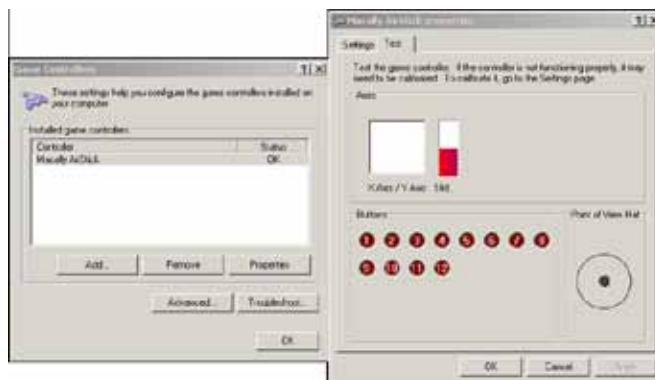 Game Controllers
These settings help you configure the game controllers installed on
your computer.
Installed game controllers
Controller Status
Macally AirStick OK
Add... Remove Properties
Advanced... Troubleshoot...
OK
Macally AirStick properties
Settings Test
Test the game controller. If the controller is not functioning properly, it may
need to be calibrated. To calibrate it, go to the Settings page.
Axes
X Axis / Y Axis
Buttons
Point of View Hat
1 2 3 4 5 6 7 8
9 10 11 12
OK Cancel Apply